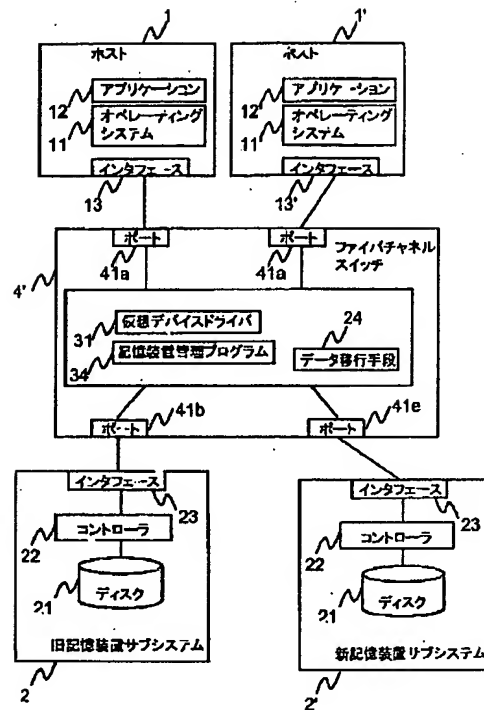 1
1'
ホスト
ホスト
12
アプリケーション
12
アプリケーション
11
オペレーティング
システム
11
オペレーティング
システム
インタフェース
インタフェース
13
13'
ポート
ポート
ファイバチャネル
スイッチ
41a
41a
4'
31
仮想デバイスドライバ
24
34
記憶装置管理プログラム
データ移行手段
ポート
41b
ポート
41e
インタフェース
23
インタフェース
23
22
コントローラ
22
コントローラ
21
ディスク
21
ディスク
旧記憶装置サブシステム
新記憶装置サブシステム
2
2'